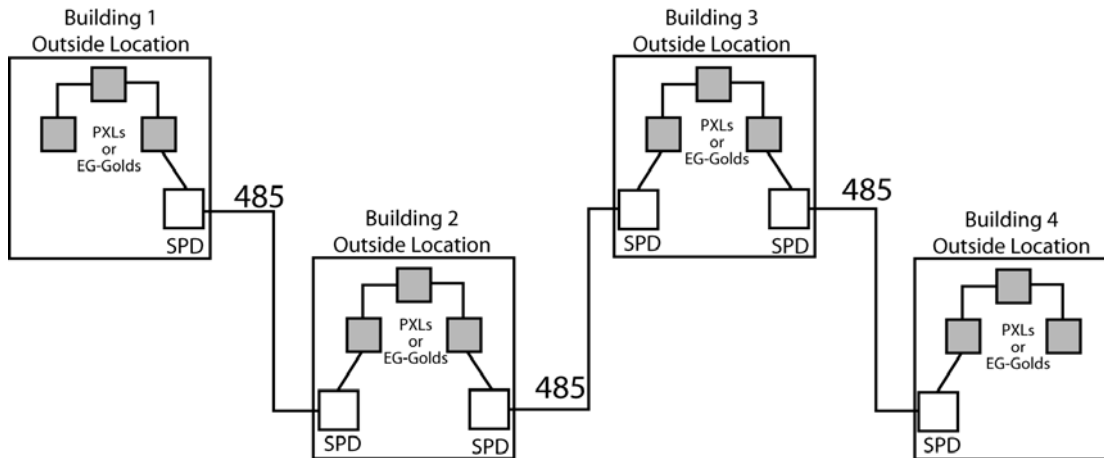 Building 1
Outside Location
PXLs
or
EG-Golds
SPD
485
Building 2
Outside Location
PXLs
or
EG-Golds
SPD
SPD
485
Building 3
Outside Location
PXLs
or
EG-Golds
SPD
SPD
485
Building 4
Outside Location
PXLs
or
EG-Golds
SPD